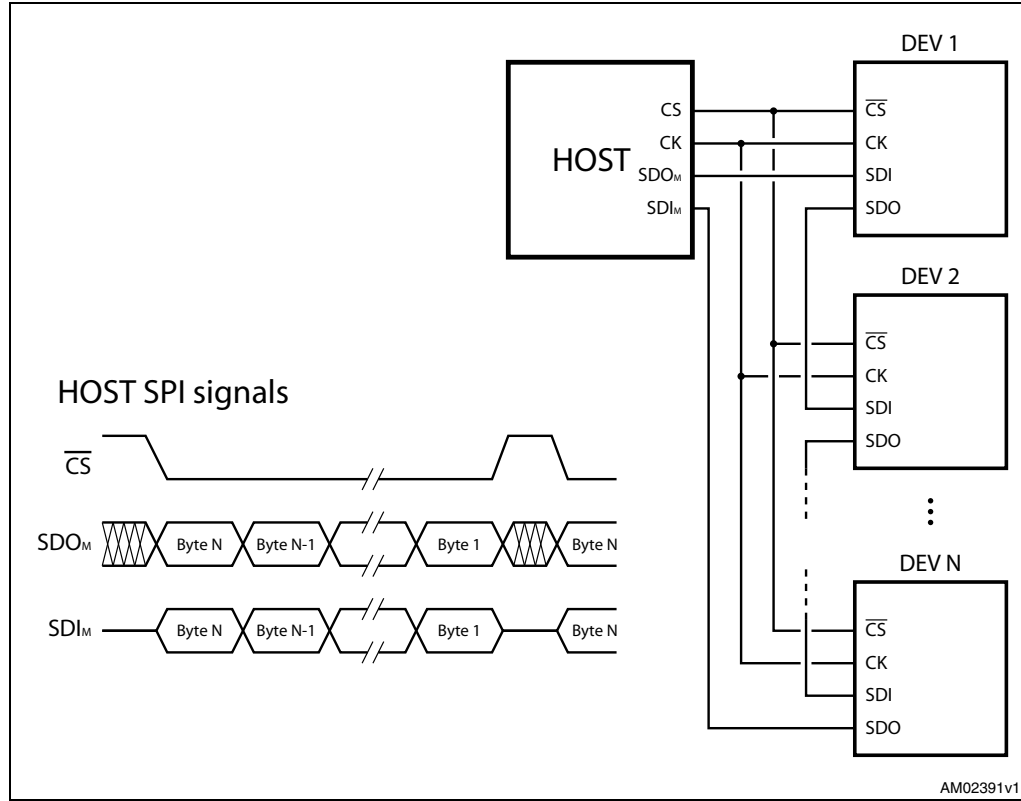 DEV 1
HOST
CS
CK
SDOM
SDIM
CS
CK
SDI
SDO
DEV 2
CS
CK
SDI
SDO
DEV N
CS
CK
SDI
SDO
HOST SPI signals
CS
SDOM Byte N Byte N-1 Byte 1 Byte N
SDIM Byte N Byte N-1 Byte 1 Byte N
AM02391v1